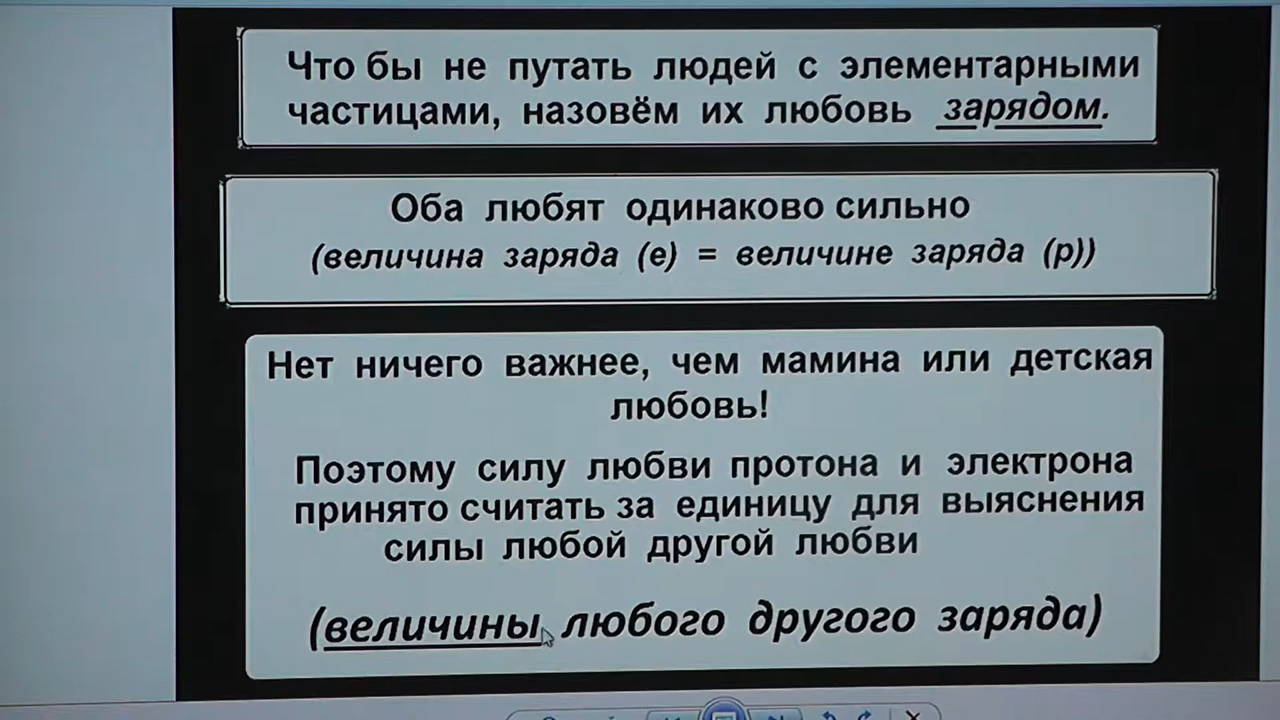 Что бы не путать людей с элементарными
частицами, назовём их любовь зарядом.
Оба любят одинаково сильно
(величина заряда (е) = величине заряда (р))
Нет ничего важнее, чем мамина или детская
любовь!
Поэтому силу любви протона и электрона
принято считать за единицу для выяснения
силы любой другой любви
(величины любого другого заряда)